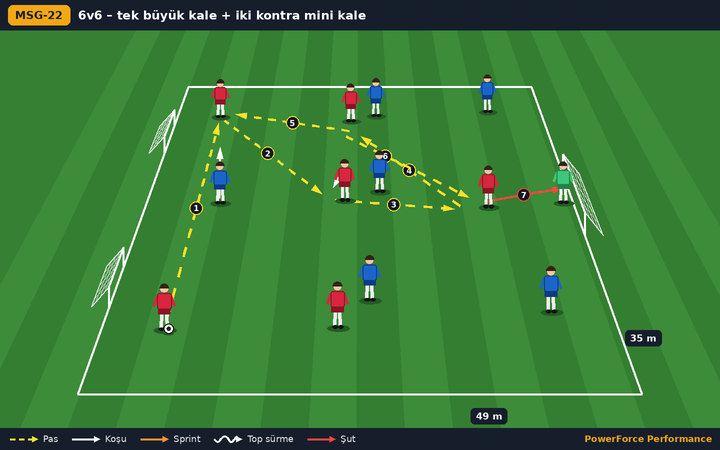 MSG-22 6v6 – tek büyük kale + iki kontra mini kale
5
2
6
4
1
7
3
35 m
49 m
Pas Koşu Sprint Top sürme Şut PowerForce Performance